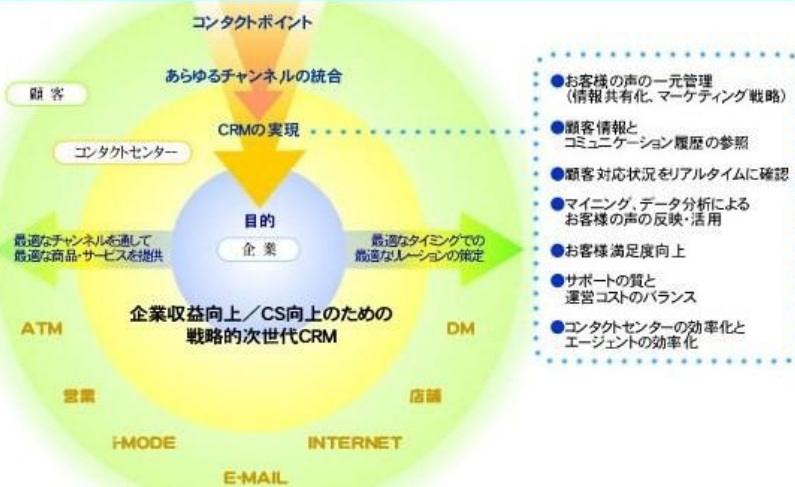 コンタクトポイント
あらゆるチャンネルの統合
顧客
CRMの実現
コンタクトセンター
目的
企業
最適なチャンネルを通して
最適な商品・サービスを提供
最適なタイミングでの
最適なリレーションの策定
企業収益向上／CS向上のための
戦略的次世代CRM
ATM
DM
営業
店舗
i-MODE
INTERNET
E-MAIL
●お客様の声の一元管理
（情報共有化、マーケティング戦略）
●顧客情報と
コミュニケーション履歴の参照
●顧客対応状況をリアルタイムに確認
●マイニング、データ分析による
お客様の声の反映・活用
●お客様満足度向上
●サポートの質と
運営コストのバランス
●コンタクトセンターの効率化と
エージェントの効率化